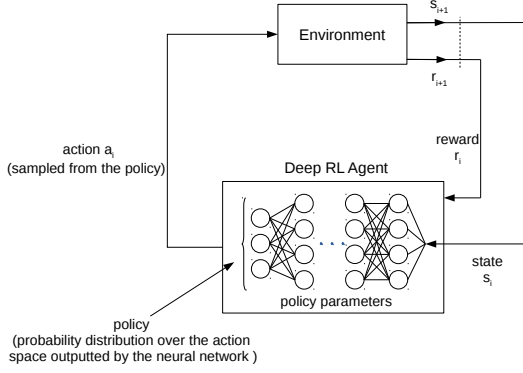 s i+1
Environment
r i+1
reward
r i
action a i
(sampled from the policy)
Deep RL Agent
state
s i
policy parameters
policy
(probability distribution over the action
space outputted by the neural network )